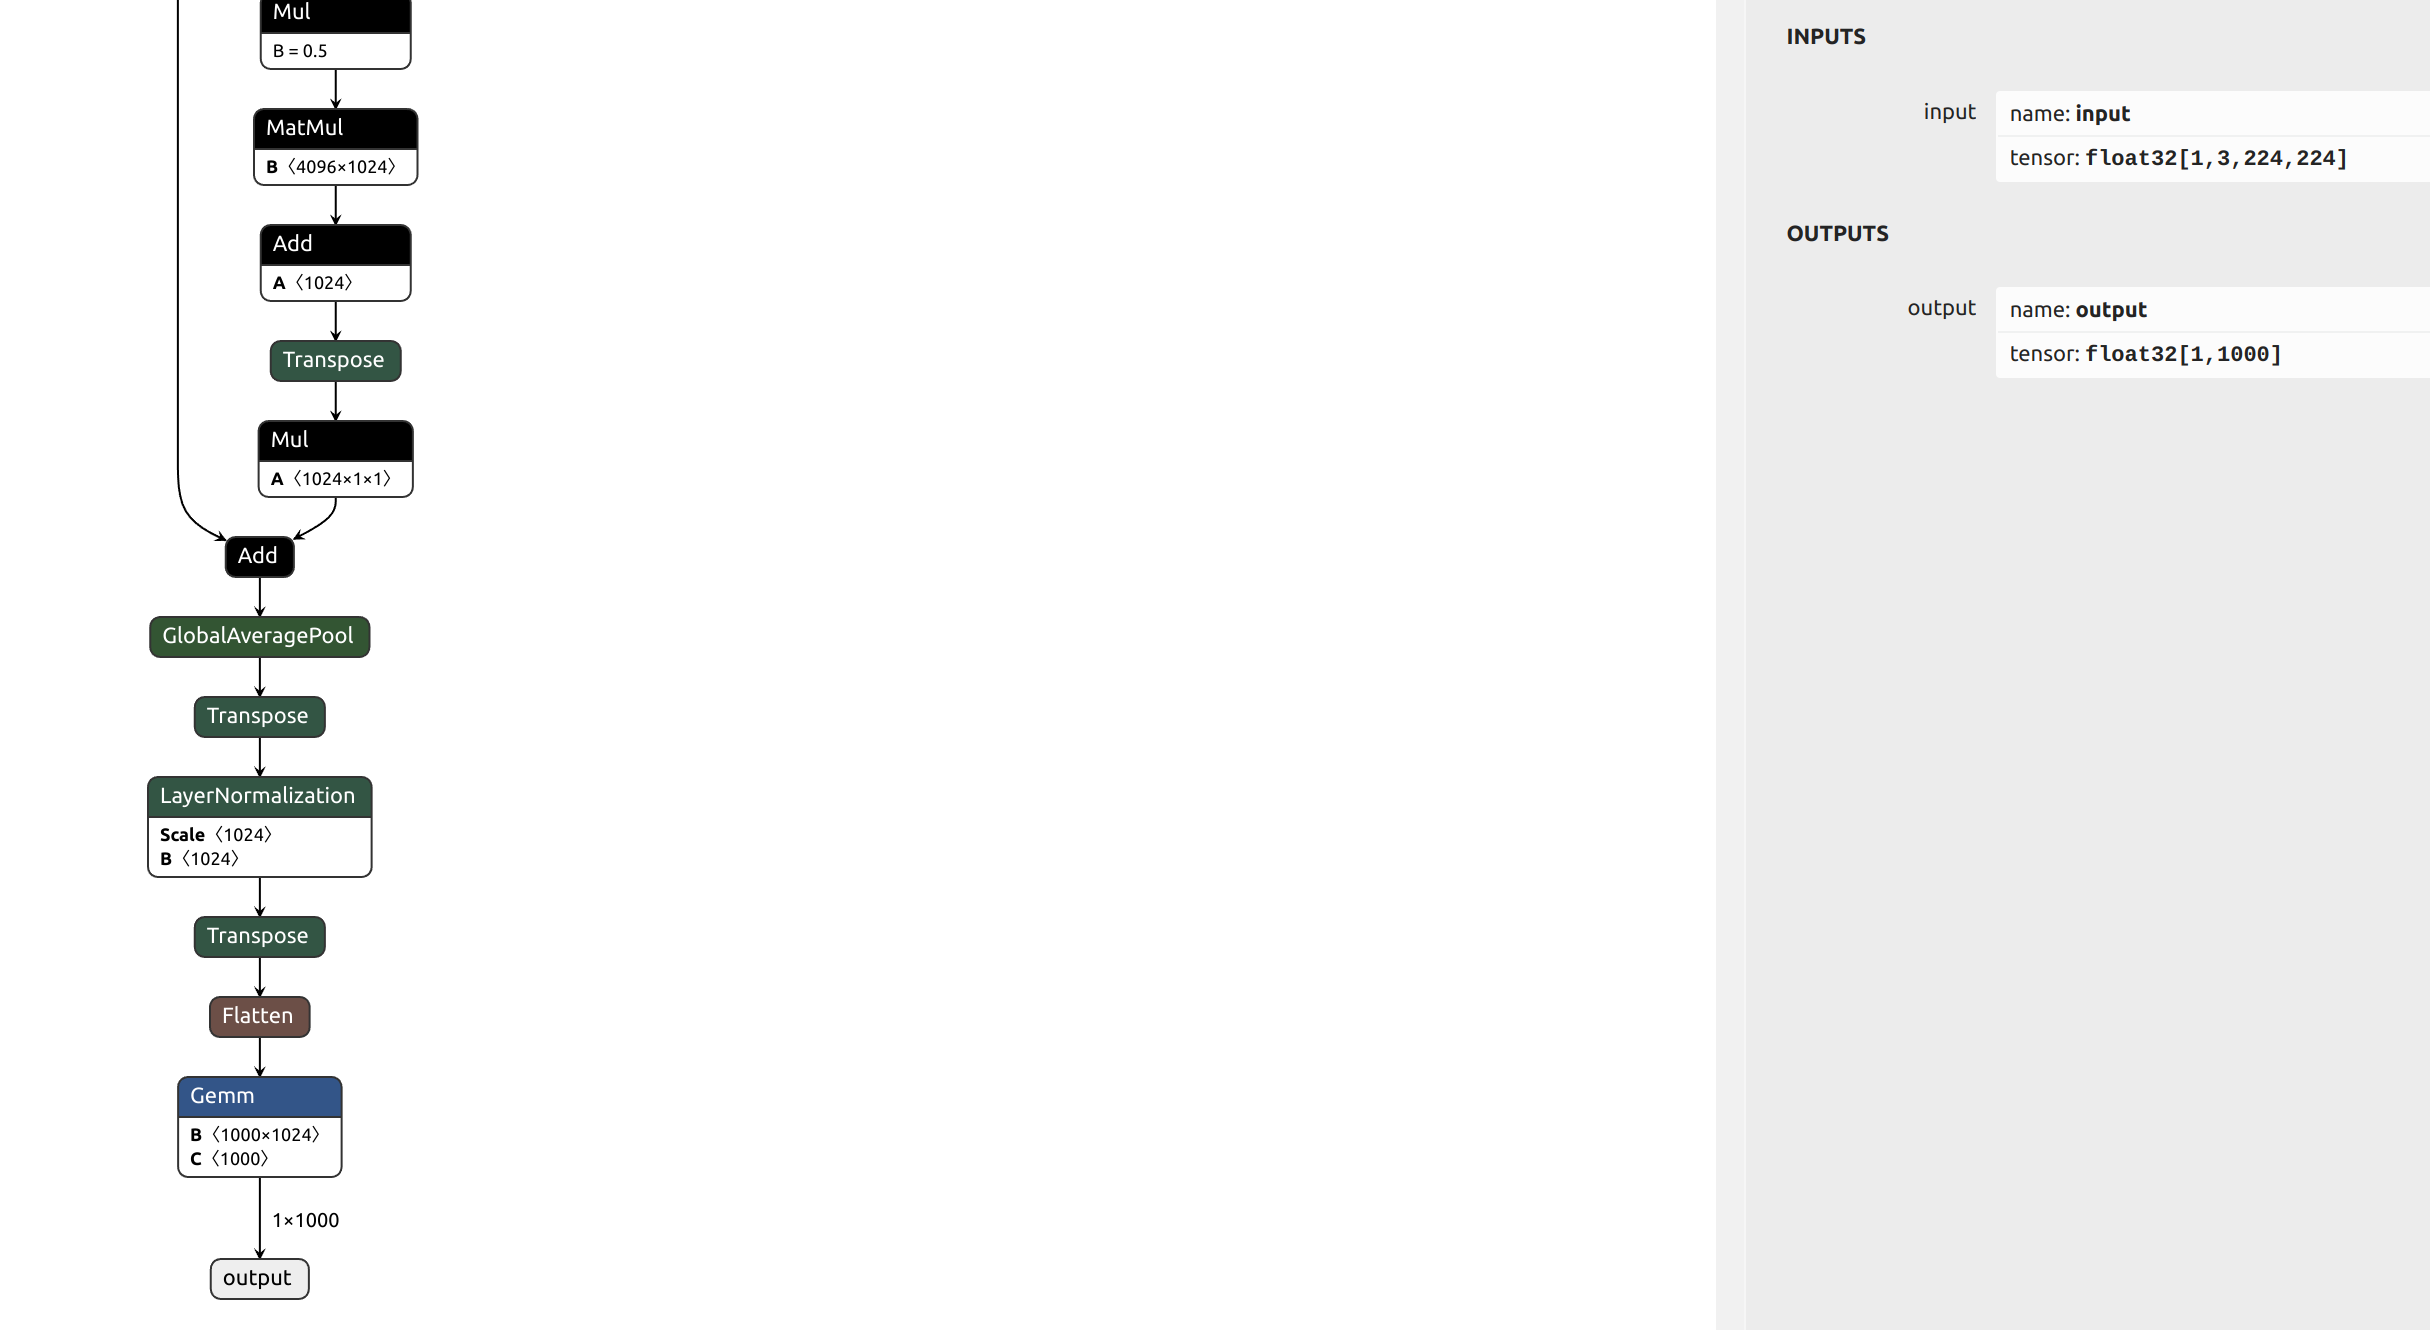 Mul
B = 0.5
MatMul
B 〈4096×1024〉
Add
A 〈1024〉
Transpose
Mul
A 〈1024×1×1〉
Add
GlobalAveragePool
Transpose
LayerNormalization
Scale 〈1024〉
B 〈1024〉
Transpose
Flatten
Gemm
B 〈1000×1024〉
C 〈1000〉
1×1000
output
INPUTS
input
name: input
tensor: float32[1,3,224,224]
OUTPUTS
output
name: output
tensor: float32[1,1000]